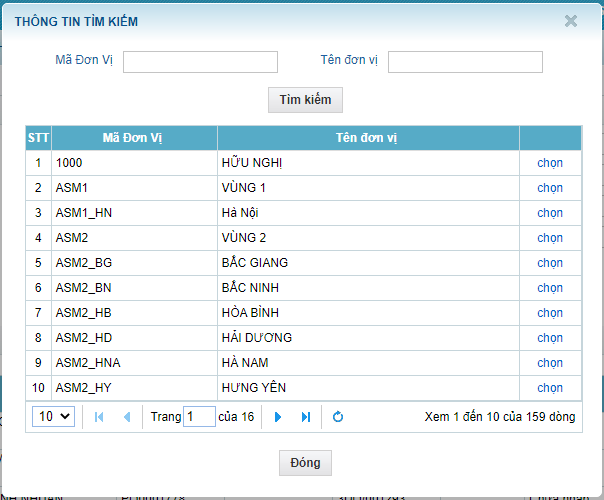 THÔNG TIN TÌM KIẾM
Mã Đơn Vị Tên đơn vị
Tìm kiếm
STT Mã Đơn Vị Tên đơn vị
1 1000 HỮU NGHỊ chọn
2 ASM1 VÙNG 1 chọn
3 ASM1_HN Hà Nội chọn
4 ASM2 VÙNG 2 chọn
5 ASM2_BG BẮC GIANG chọn
6 ASM2_BN BẮC NINH chọn
7 ASM2_HB HÒA BÌNH chọn
8 ASM2_HD HẢI DƯƠNG chọn
9 ASM2_HNA HÀ NAM chọn
10 ASM2_HY HƯNG YÊN chọn
10 Trang 1 của 16 Xem 1 đến 10 của 159 dòng
Đóng